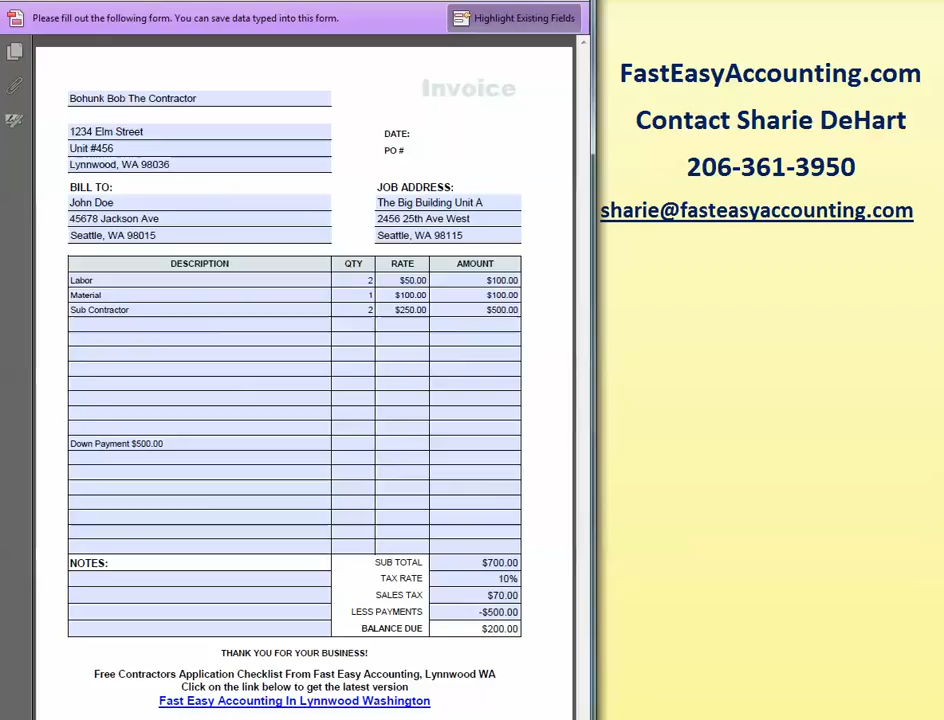 Please fill out the following form. You can save data typed into this form.
Highlight Existing Fields
Invoice
Bohunk Bob The Contractor
1234 Elm Street
DATE:
Unit #456
PO #
Lynnwood, WA 98036
BILL TO:
JOB ADDRESS:
John Doe
The Big Building Unit A
45678 Jackson Ave
2456 25th Ave West
Seattle, WA 98015
Seattle, WA 98115
DESCRIPTION QTY RATE AMOUNT
Labor 2 $50.00 $100.00
Material 1 $100.00 $100.00
Sub Contractor 2 $250.00 $500.00
Down Payment $500.00
NOTES:
SUB TOTAL $700.00
TAX RATE 10%
SALES TAX $70.00
LESS PAYMENTS -$500.00
BALANCE DUE $200.00
THANK YOU FOR YOUR BUSINESS!
Free Contractors Application Checklist From Fast Easy Accounting, Lynnwood WA
Click on the link below to get the latest version
Fast Easy Accounting In Lynnwood Washington
FastEasyAccounting.com
Contact Sharie DeHart
206-361-3950
sharie@fasteasyaccounting.com